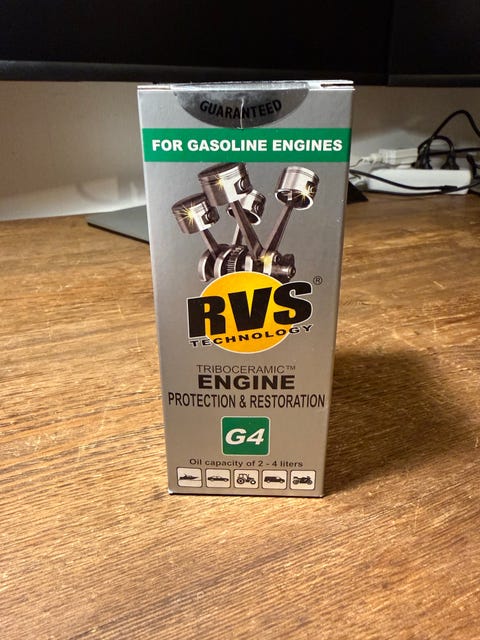 GUARANTEED
FOR GASOLINE ENGINES
RVS®
TECHNOLOGY
TRIBOCERAMIC™
ENGINE
PROTECTION & RESTORATION
G4
Oil capacity of 2 - 4 liters